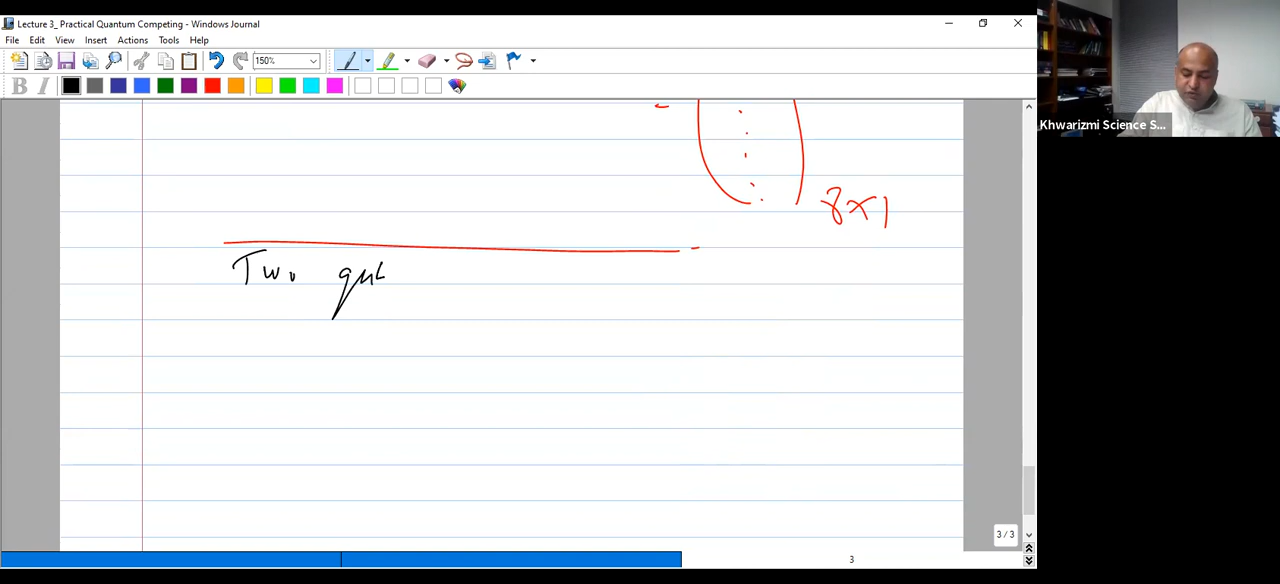 Lecture 3_ Practical Quantum Competing - Windows Journal
File Edit View Insert Actions Tools Help
150%
B I
Khwarizmi Science S...
8x1
Two qub
3 / 3
3